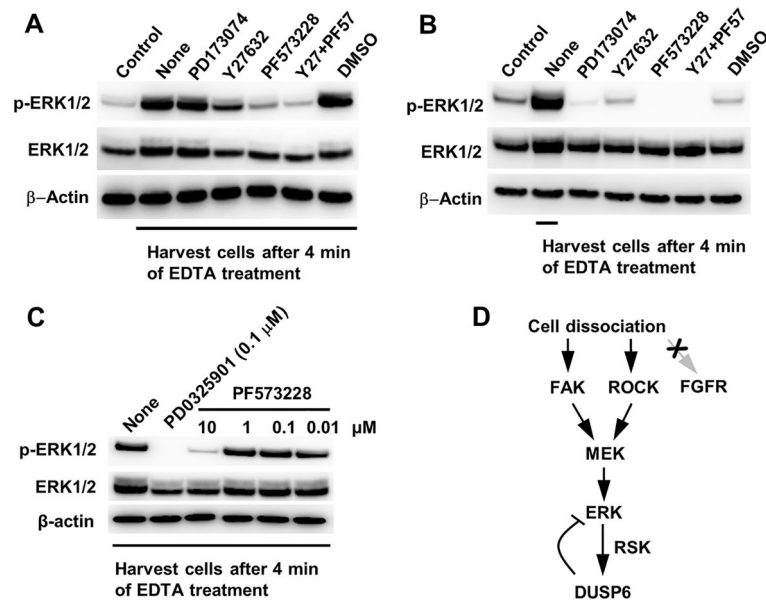 A
Control
None
PD173074
Y27632
PF573228
Y27+PF57
DMSO
p-ERK1/2
ERK1/2
β–Actin
Harvest cells after 4 min
of EDTA treatment
B
Control
None
PD173074
Y27632
PF573228
Y27+PF57
DMSO
p-ERK1/2
ERK1/2
β–Actin
Harvest cells after 4 min
of EDTA treatment
C
None
PD0325901 (0.1 μM)
PF573228
10 1 0.1 0.01 μM
p-ERK1/2
ERK1/2
β-actin
Harvest cells after 4 min
of EDTA treatment
D
Cell dissociation
FAK ROCK FGFR
MEK
ERK
RSK
DUSP6